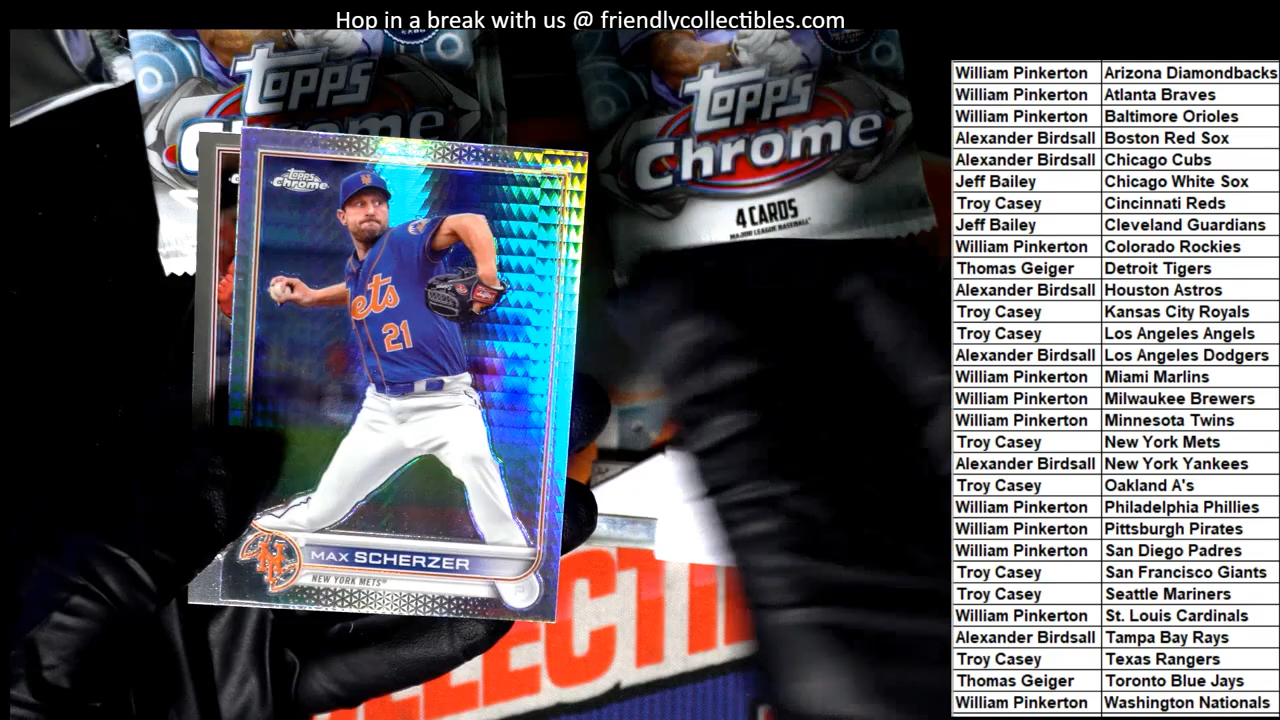 Hop in a break with us @ friendlycollectibles.com
Topps
Chrome
Topps
Chrome
4 CARDS
MAJOR LEAGUE BASEBALL
Topps
Chrome
ets
21
MAX SCHERZER
NEW YORK METS
P
LLECTI
William Pinkerton Arizona Diamondbacks
William Pinkerton Atlanta Braves
William Pinkerton Baltimore Orioles
Alexander Birdsall Boston Red Sox
Alexander Birdsall Chicago Cubs
Jeff Bailey Chicago White Sox
Troy Casey Cincinnati Reds
Jeff Bailey Cleveland Guardians
William Pinkerton Colorado Rockies
Thomas Geiger Detroit Tigers
Alexander Birdsall Houston Astros
Troy Casey Kansas City Royals
Troy Casey Los Angeles Angels
Alexander Birdsall Los Angeles Dodgers
William Pinkerton Miami Marlins
William Pinkerton Milwaukee Brewers
William Pinkerton Minnesota Twins
Troy Casey New York Mets
Alexander Birdsall New York Yankees
Troy Casey Oakland A's
William Pinkerton Philadelphia Phillies
William Pinkerton Pittsburgh Pirates
William Pinkerton San Diego Padres
Troy Casey San Francisco Giants
Troy Casey Seattle Mariners
William Pinkerton St. Louis Cardinals
Alexander Birdsall Tampa Bay Rays
Troy Casey Texas Rangers
Thomas Geiger Toronto Blue Jays
William Pinkerton Washington Nationals